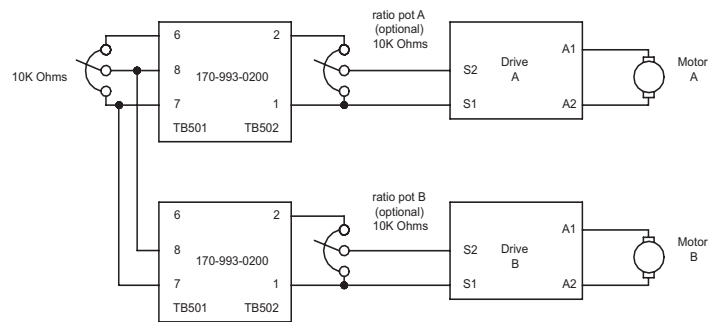 ratio pot A
(optional)
10K Ohms
10K Ohms
6
8
7
170-993-0200
2
1
TB501
TB502
S2
S1
Drive
A
A1
A2
Motor
A
ratio pot B
(optional)
10K Ohms
6
8
7
170-993-0200
2
1
TB501
TB502
S2
S1
Drive
B
A1
A2
Motor
B